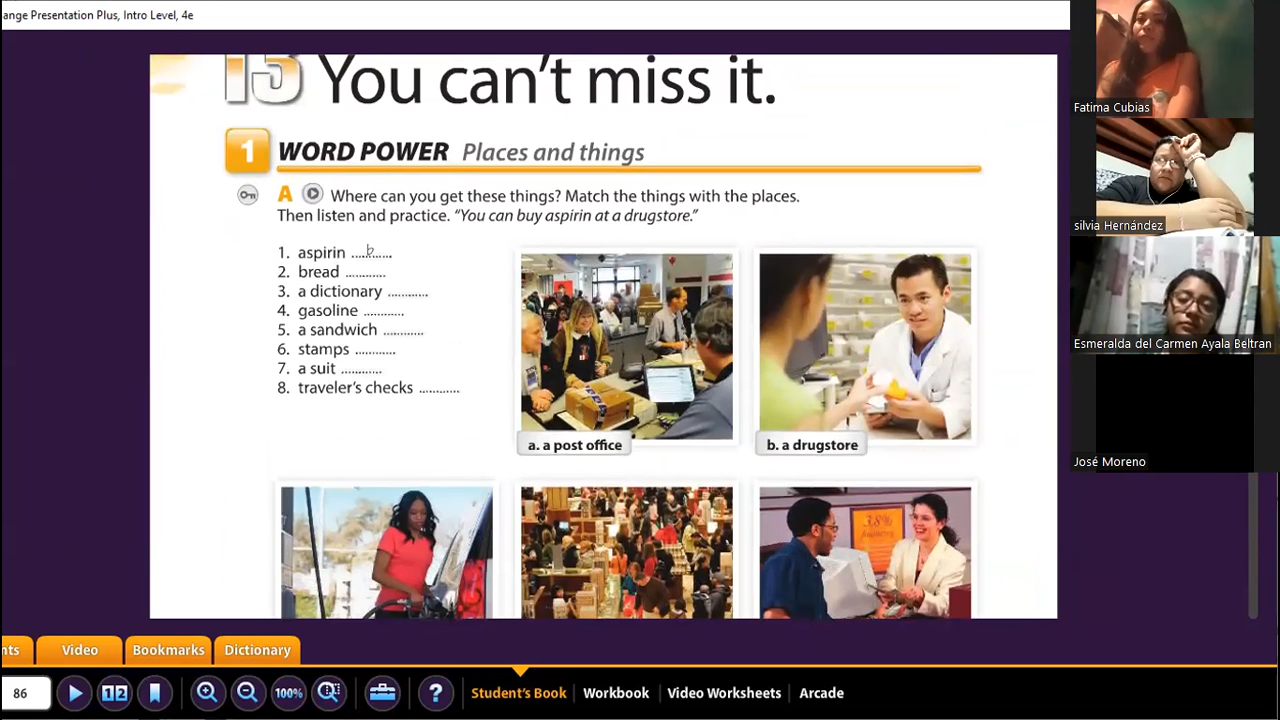 ange Presentation Plus, Intro Level, 4e
13 You can't miss it.
1 WORD POWER Places and things
A Where can you get these things? Match the things with the places.
Then listen and practice. "You can buy aspirin at a drugstore."
1. aspirin ....b.......
2. bread ...........
3. a dictionary ...........
4. gasoline ...........
5. a sandwich ...........
6. stamps ...........
7. a suit ...........
8. traveler's checks ...........
a. a post office
b. a drugstore
3.8%
Fatima Cubias
silvia Hernández
Esmeralda del Carmen Ayala Beltran
José Moreno
nts Video Bookmarks Dictionary
86 12 100% ? Student's Book Workbook Video Worksheets Arcade